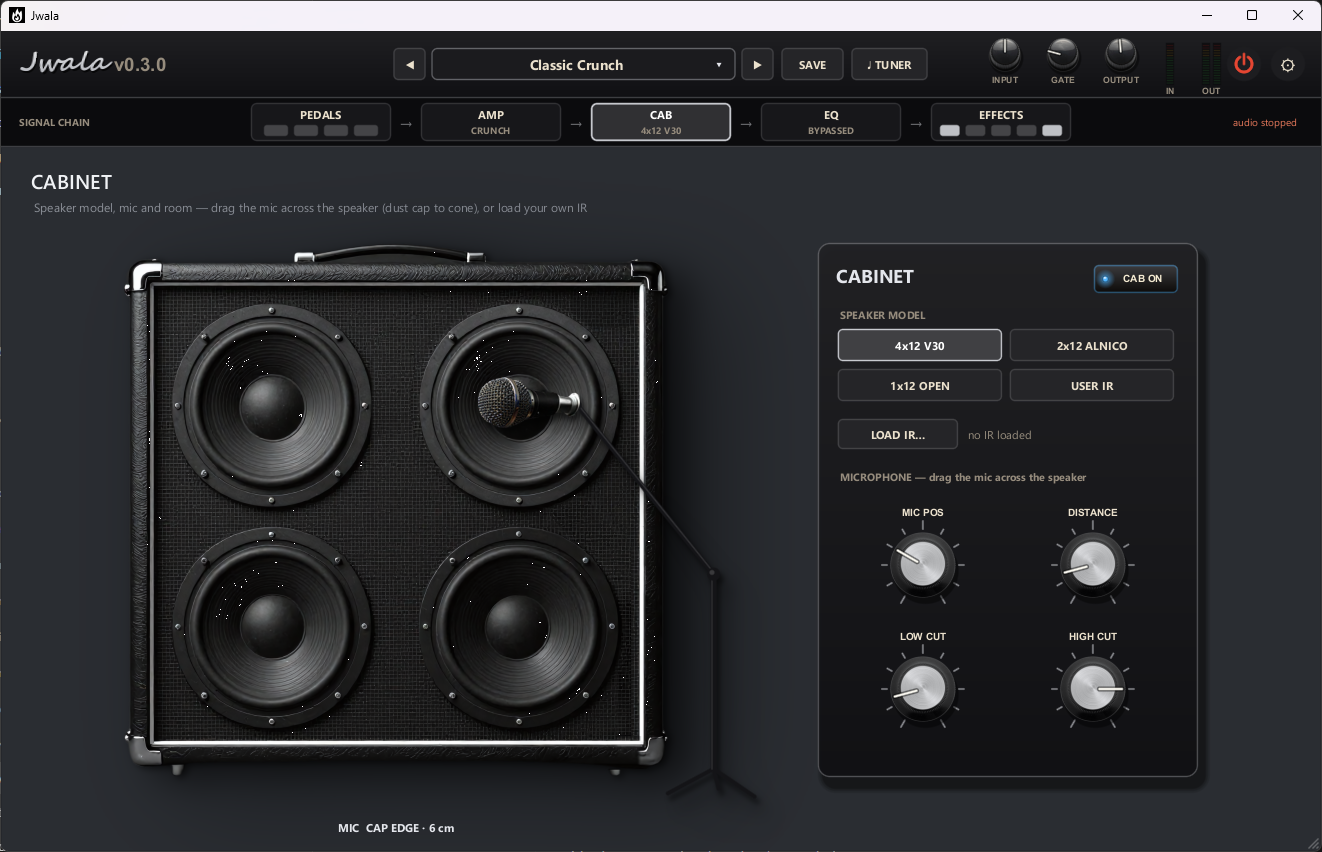 Jwala
Jwala v0.3.0
Classic Crunch
SAVE
♩ TUNER
INPUT
GATE
OUTPUT
IN
OUT
SIGNAL CHAIN
PEDALS
AMP
CRUNCH
CAB
4x12 V30
EQ
BYPASSED
EFFECTS
audio stopped
CABINET
Speaker model, mic and room — drag the mic across the speaker (dust cap to cone), or load your own IR
CABINET
CAB ON
SPEAKER MODEL
4x12 V30
2x12 ALNICO
1x12 OPEN
USER IR
LOAD IR...
no IR loaded
MICROPHONE — drag the mic across the speaker
MIC POS
DISTANCE
LOW CUT
HIGH CUT
MIC CAP EDGE · 6 cm